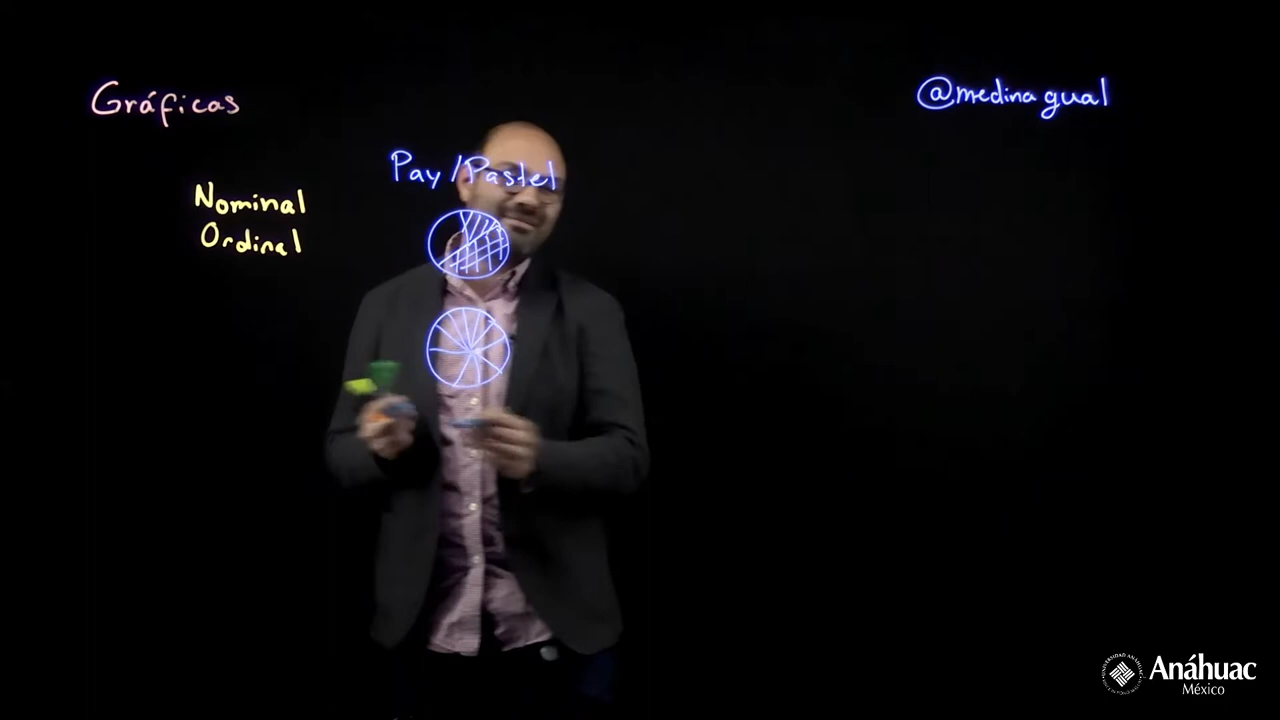 Gráficas
@medinagual
Pay/Pastel
Nominal
Ordinal
Anáhuac
México